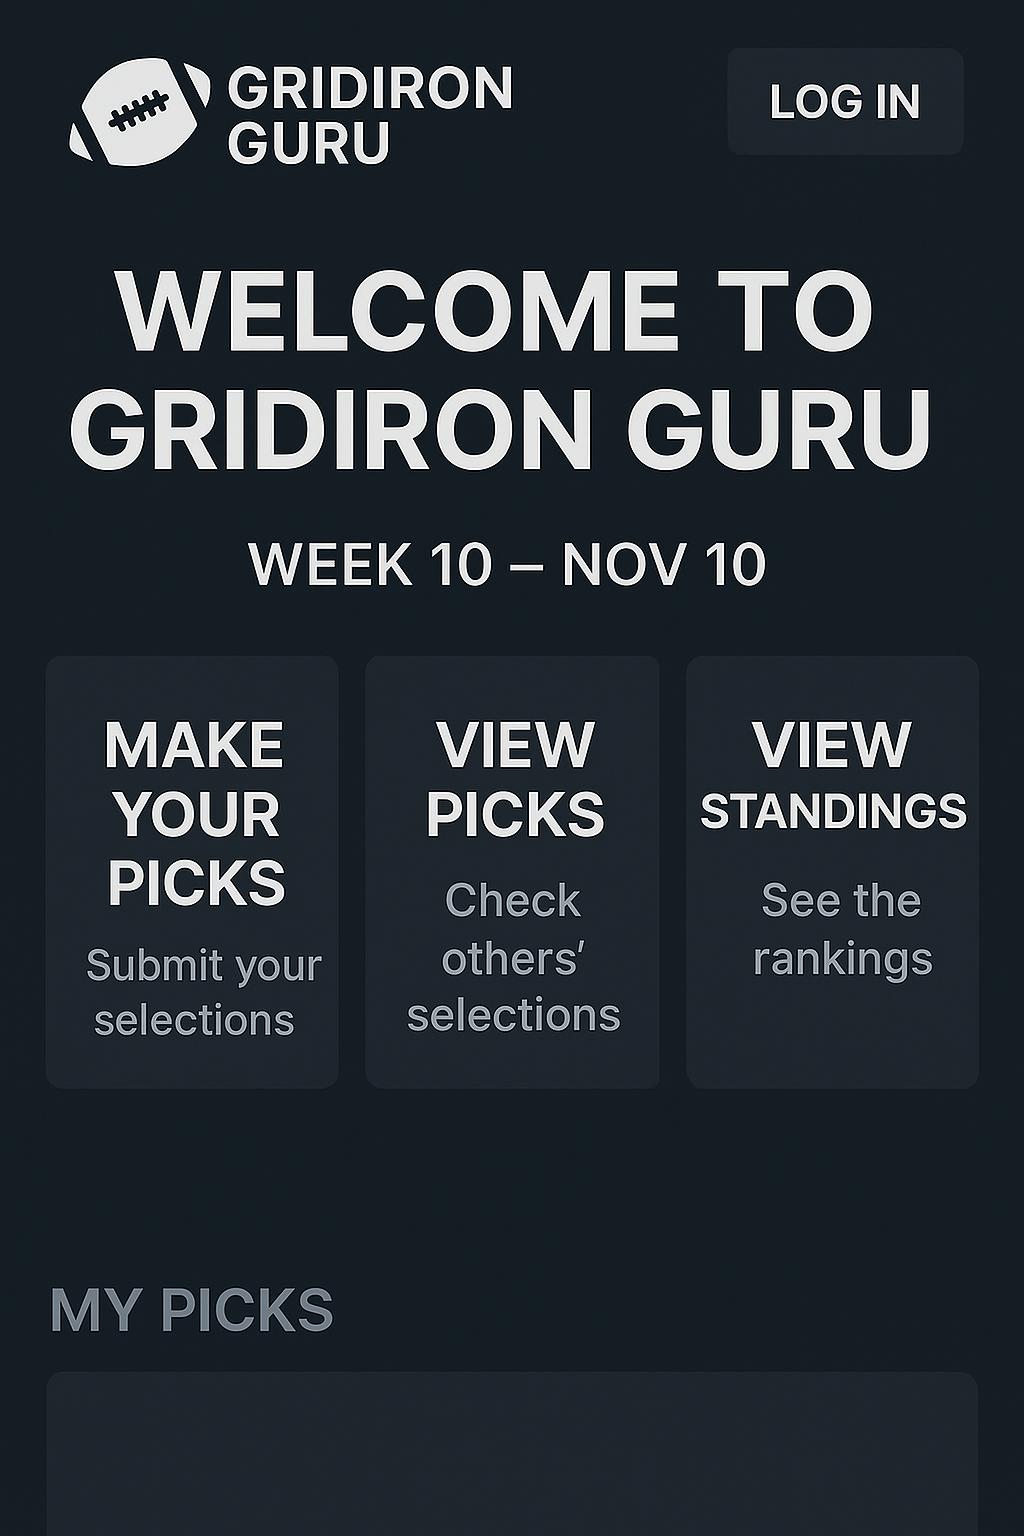 GRIDIRON
GURU
LOG IN
WELCOME TO
GRIDIRON GURU
WEEK 10 – NOV 10
MAKE
YOUR
PICKS
Submit your
selections
VIEW
PICKS
Check
others’
selections
VIEW
STANDINGS
See the
rankings
MY PICKS